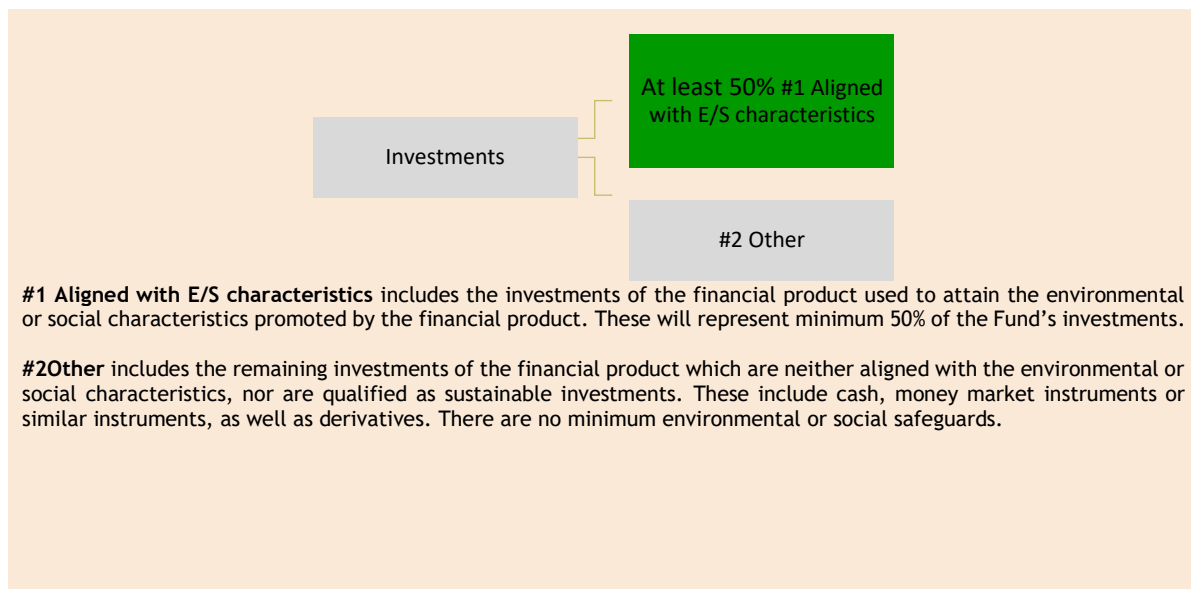 At least 50% #1 Aligned
with E/S characteristics
Investments
#2 Other
#1 Aligned with E/S characteristics includes the investments of the financial product used to attain the environmental
or social characteristics promoted by the financial product. These will represent minimum 50% of the Fund’s investments.
#2Other includes the remaining investments of the financial product which are neither aligned with the environmental or
social characteristics, nor are qualified as sustainable investments. These include cash, money market instruments or
similar instruments, as well as derivatives. There are no minimum environmental or social safeguards.